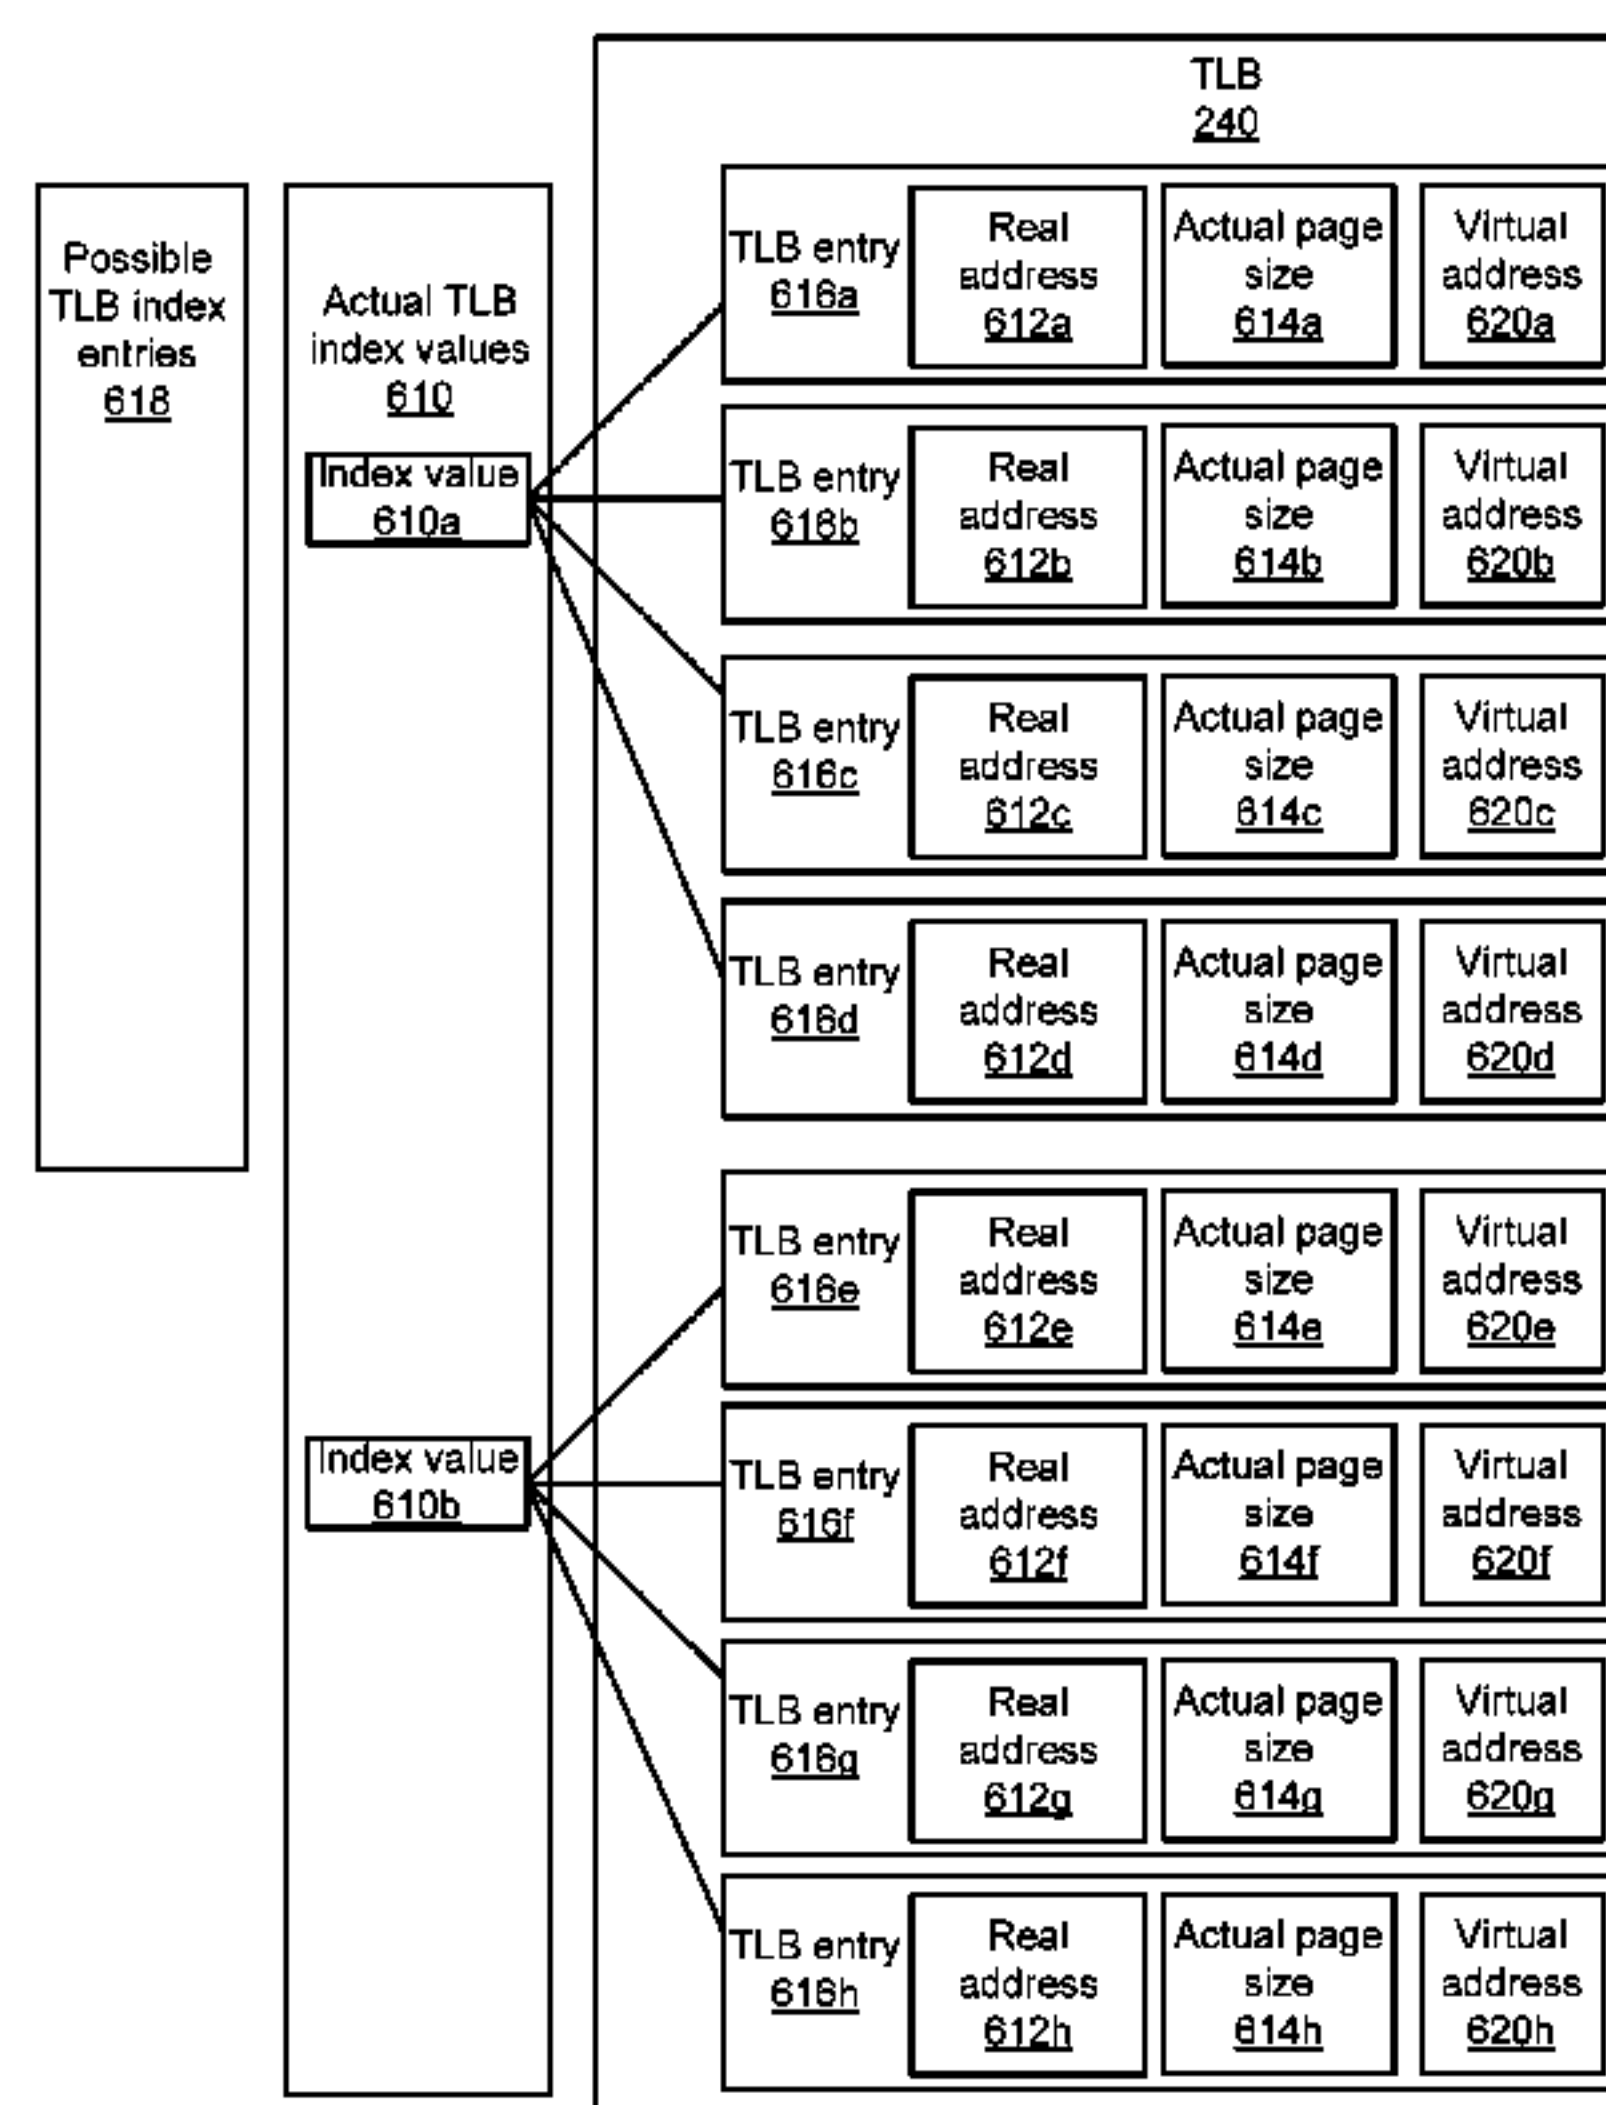 TLB
240
Possible
TLB index
entries
618
Actual TLB
index values
610
Index value
610a
TLB entry
616a
Real
address
612a
Actual page
size
614a
Virtual
address
620a
TLB entry
616b
Real
address
612b
Actual page
size
614b
Virtual
address
620b
TLB entry
616c
Real
address
612c
Actual page
size
614c
Virtual
address
620c
TLB entry
616d
Real
address
612d
Actual page
size
614d
Virtual
address
620d
Index value
610b
TLB entry
616e
Real
address
612e
Actual page
size
614e
Virtual
address
620e
TLB entry
616f
Real
address
612f
Actual page
size
614f
Virtual
address
620f
TLB entry
616g
Real
address
612g
Actual page
size
614g
Virtual
address
620g
TLB entry
616h
Real
address
612h
Actual page
size
614h
Virtual
address
620h